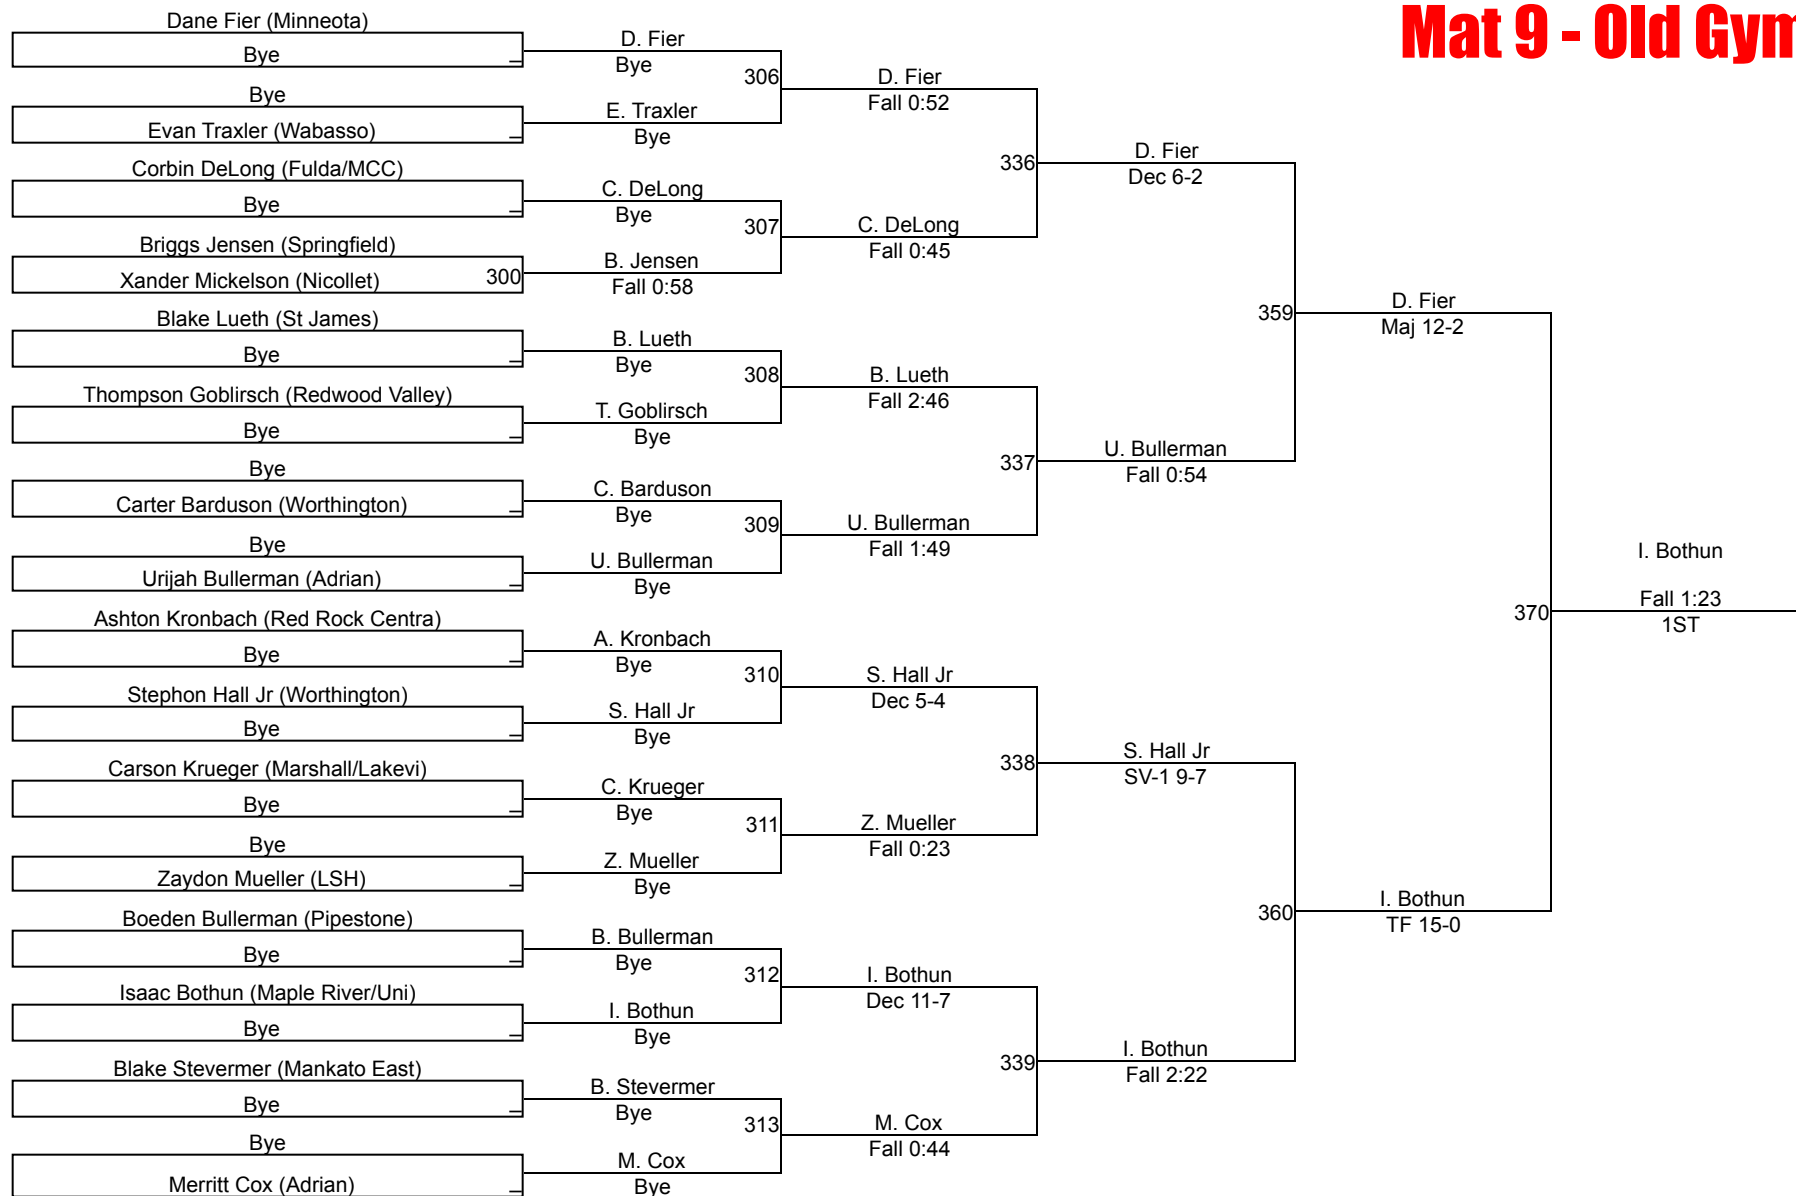 Mat 9 - Old Gym
Dane Fier (Minneota)
Bye
Bye
Evan Traxler (Wabasso)
Corbin DeLong (Fulda/MCC)
Bye
Briggs Jensen (Springfield)
Xander Mickelson (Nicollet) 300
Blake Lueth (St James)
Bye
Thompson Goblirsch (Redwood Valley)
Bye
Bye
Carter Barduson (Worthington)
Bye
Urijah Bullerman (Adrian)
Ashton Kronbach (Red Rock Centra)
Bye
Stephon Hall Jr (Worthington)
Bye
Carson Krueger (Marshall/Lakevi)
Bye
Bye
Zaydon Mueller (LSH)
Boeden Bullerman (Pipestone)
Bye
Isaac Bothun (Maple River/Uni)
Bye
Blake Stevermer (Mankato East)
Bye
Bye
Merritt Cox (Adrian)
D. Fier
Bye
306
E. Traxler
Bye
C. DeLong
Bye
307
B. Jensen
Fall 0:58
B. Lueth
Bye
308
T. Goblirsch
Bye
C. Barduson
Bye
309
U. Bullerman
Bye
A. Kronbach
Bye
310
S. Hall Jr
Bye
C. Krueger
Bye
311
Z. Mueller
Bye
B. Bullerman
Bye
312
I. Bothun
Bye
B. Stevermer
Bye
313
M. Cox
Bye
D. Fier
Fall 0:52
336
C. DeLong
Fall 0:45
B. Lueth
Fall 2:46
337
U. Bullerman
Fall 1:49
S. Hall Jr
Dec 5-4
338
Z. Mueller
Fall 0:23
I. Bothun
Dec 11-7
339
M. Cox
Fall 0:44
D. Fier
Dec 6-2
359
U. Bullerman
Fall 0:54
S. Hall Jr
SV-1 9-7
360
I. Bothun
Fall 2:22
D. Fier
Maj 12-2
370
I. Bothun
TF 15-0
I. Bothun
Fall 1:23
1ST